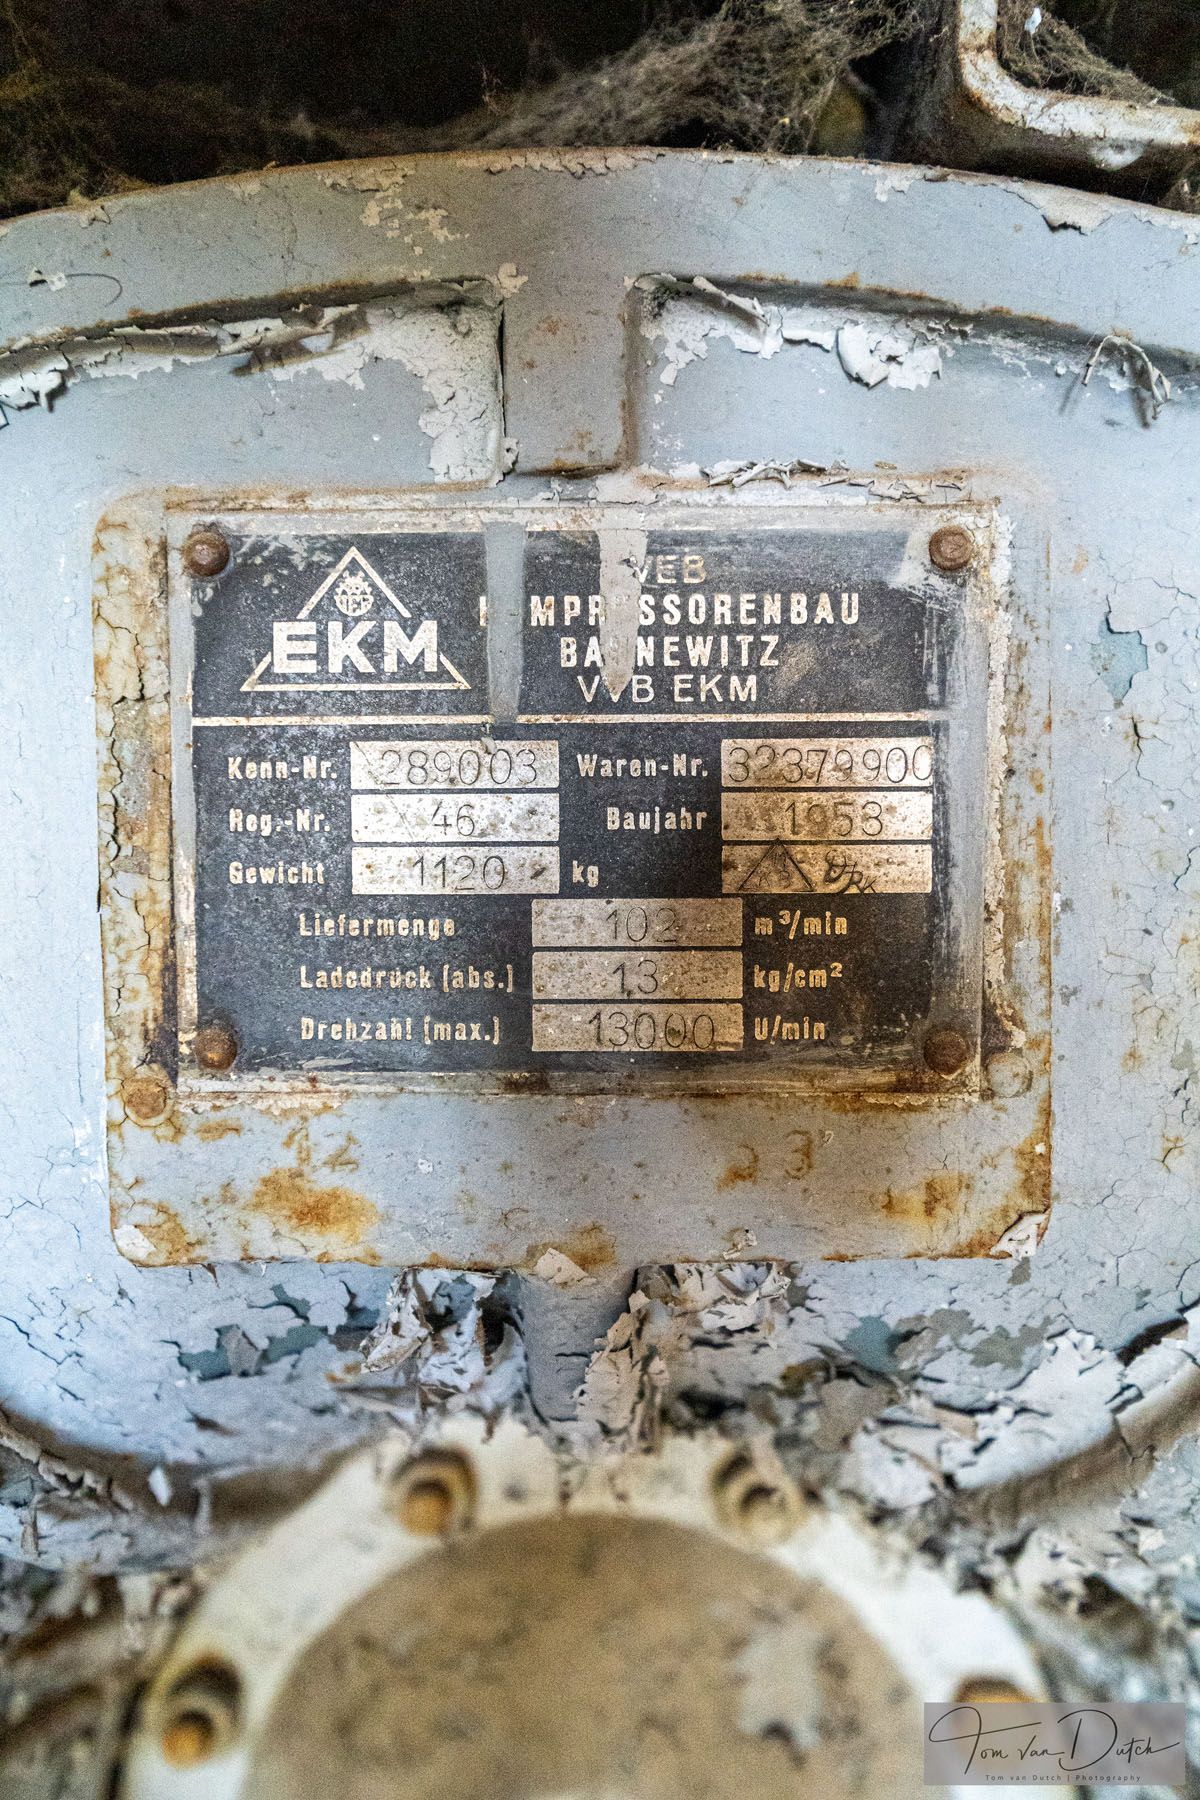 EKM
VEB
KOMPRESSORENBAU
BANNEWITZ
VVB EKM
Kenn-Nr. 289003 Waren-Nr. 32379900
Reg.-Nr. 46 Baujahr 1958
Gewicht 1120 kg
Liefermenge 102 m³/min
Ladedruck (abs.) 1,3 kg/cm²
Drehzahl (max.) 13000 U/min
Tom van Dutch
Tom van Dutch | Photography